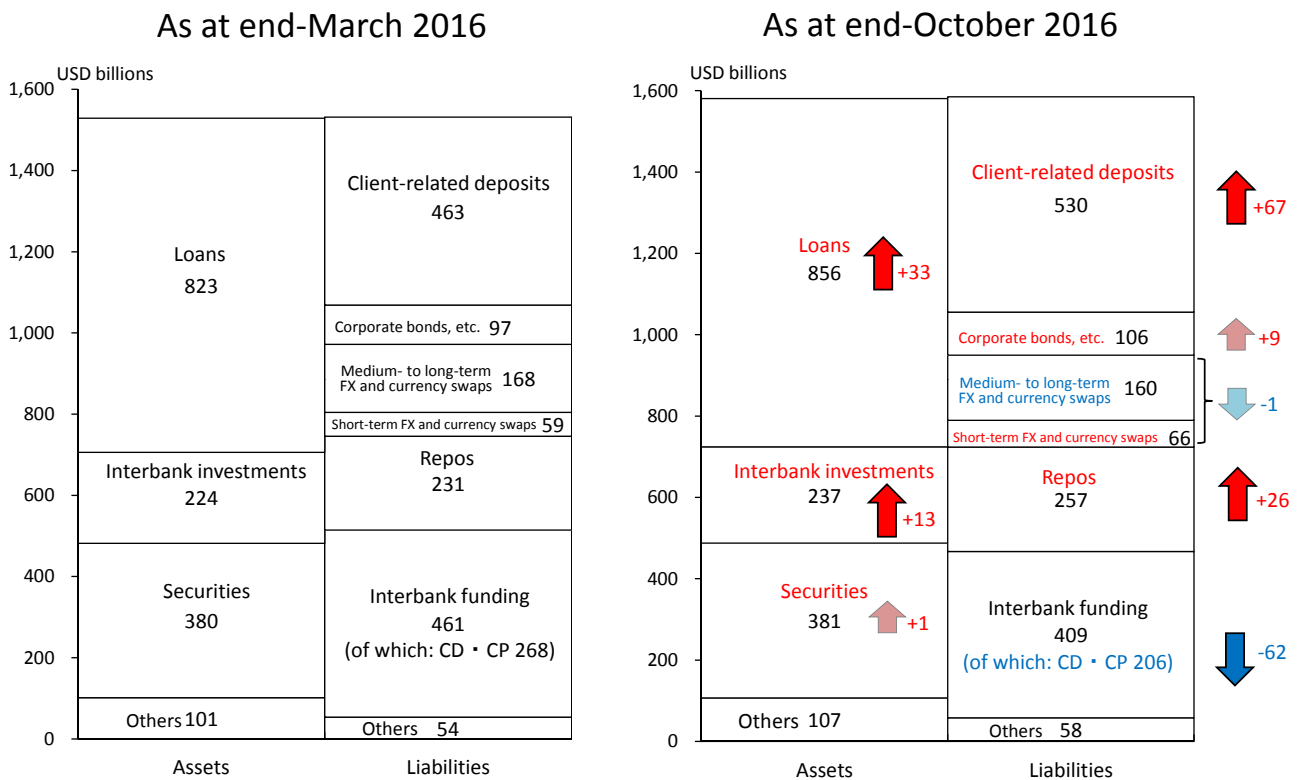 As at end-March 2016
USD billions
1,600
1,400
1,200
1,000
800
600
400
200
0
Loans
823
Interbank investments
224
Securities
380
Others 101
Client-related deposits
463
Corporate bonds, etc. 97
Medium- to long-term
FX and currency swaps 168
Short-term FX and currency swaps 59
Repos
231
Interbank funding
461
(of which: CD・CP 268)
Others 54
Assets
Liabilities
As at end-October 2016
USD billions
1,600
1,400
1,200
1,000
800
600
400
200
0
Loans
856
+33
Interbank investments
237
+13
Securities
381
+1
Others 107
Client-related deposits
530
+67
Corporate bonds, etc. 106
+9
Medium- to long-term
FX and currency swaps 160
-1
Short-term FX and currency swaps 66
Repos
257
+26
Interbank funding
409
(of which: CD・CP 206)
-62
Others 58
Assets
Liabilities